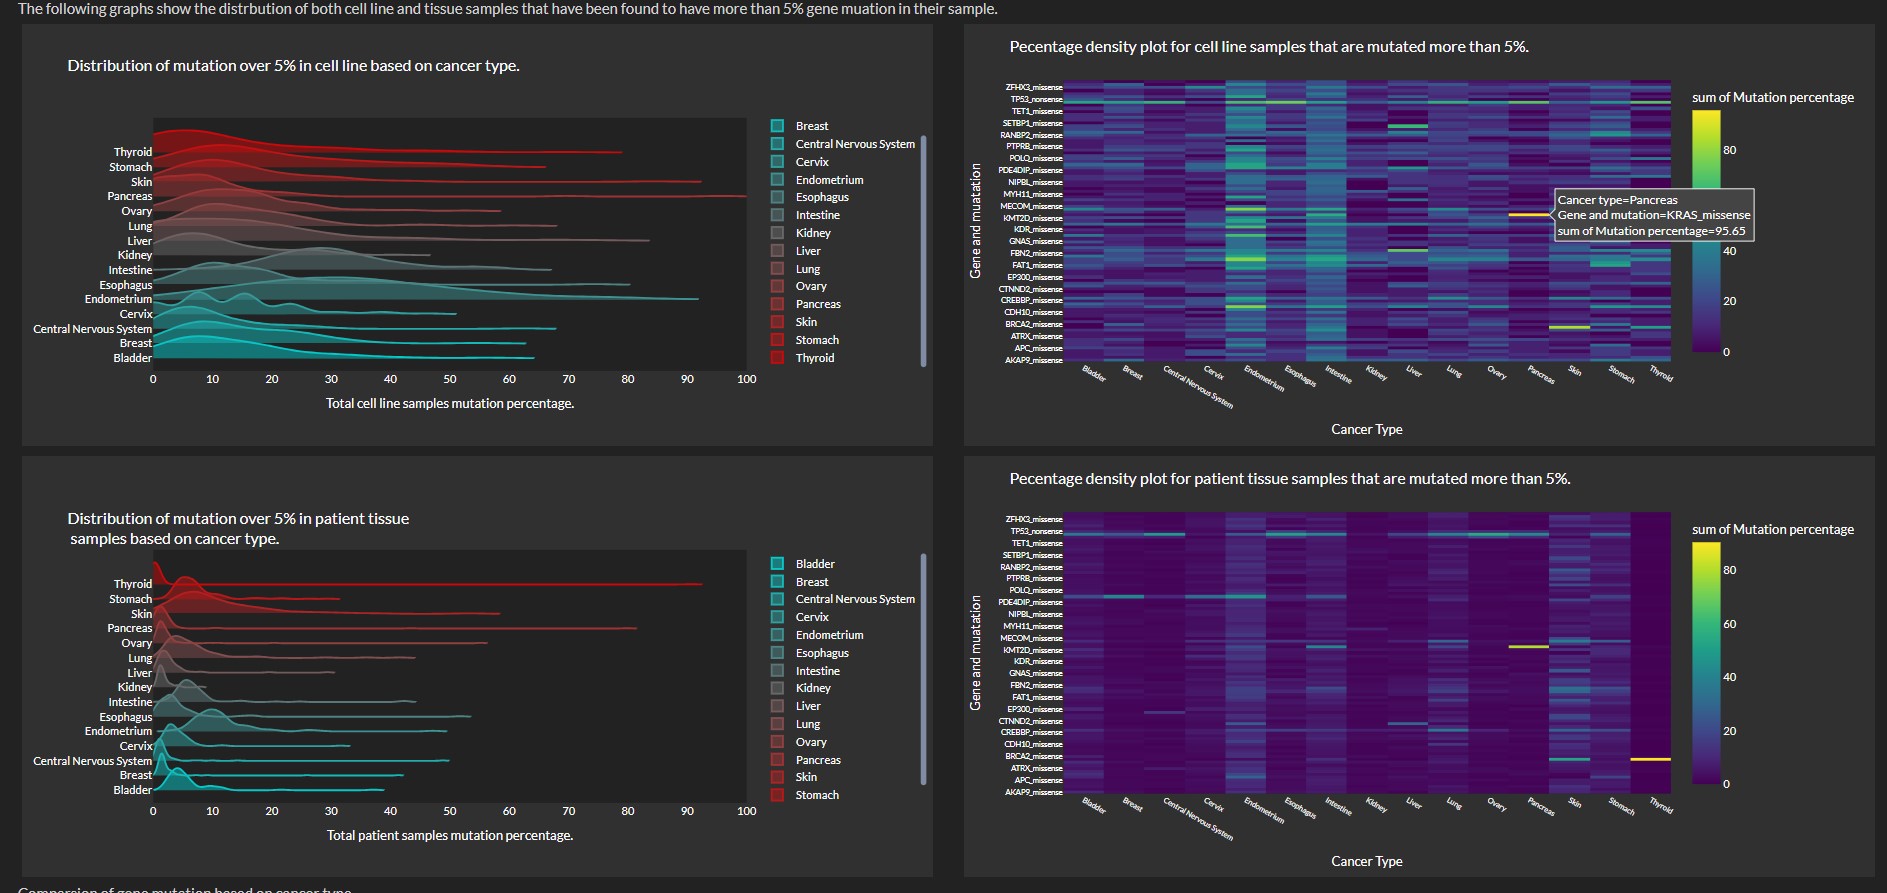 The following graphs show the distrbution of both cell line and tissue samples that have been found to have more than 5% gene muation in their sample.
Distribution of mutation over 5% in cell line based on cancer type.
Thyroid
Stomach
Skin
Pancreas
Ovary
Lung
Liver
Kidney
Intestine
Esophagus
Endometrium
Cervix
Central Nervous System
Breast
Bladder
0 10 20 30 40 50 60 70 80 90 100
Total cell line samples mutation percentage.
Breast
Central Nervous System
Cervix
Endometrium
Esophagus
Intestine
Kidney
Liver
Lung
Ovary
Pancreas
Skin
Stomach
Thyroid
Pecentage density plot for cell line samples that are mutated more than 5%.
Gene and muatation
ZFHX3_missense
TP53_nonsense
TET1_missense
SETBP1_missense
RANBP2_missense
PTPRB_missense
POLQ_missense
PDE4DIP_missense
NIPBL_missense
MYH11_missense
MECOM_missense
KMT2D_missense
KDR_missense
GNAS_missense
FBN2_missense
FAT1_missense
EP300_missense
CTNND2_missense
CREBBP_missense
CDH10_missense
BRCA2_missense
ATRX_missense
APC_missense
AKAP9_missense
Bladder Breast Central Nervous System Cervix Endometrium Esophagus Intestine Kidney Liver Lung Ovary Pancreas Skin Stomach Thyroid
Cancer Type
Cancer type=Pancreas
Gene and mutation=KRAS_missense
sum of Mutation percentage=95.65
sum of Mutation percentage
80
40
20
0
Distribution of mutation over 5% in patient tissue
samples based on cancer type.
Thyroid
Stomach
Skin
Pancreas
Ovary
Lung
Liver
Kidney
Intestine
Esophagus
Endometrium
Cervix
Central Nervous System
Breast
Bladder
0 10 20 30 40 50 60 70 80 90 100
Total patient samples mutation percentage.
Bladder
Breast
Central Nervous System
Cervix
Endometrium
Esophagus
Intestine
Kidney
Liver
Lung
Ovary
Pancreas
Skin
Stomach
Pecentage density plot for patient tissue samples that are mutated more than 5%.
Gene and muatation
ZFHX3_missense
TP53_nonsense
TET1_missense
SETBP1_missense
RANBP2_missense
PTPRB_missense
POLQ_missense
PDE4DIP_missense
NIPBL_missense
MYH11_missense
MECOM_missense
KMT2D_missense
KDR_missense
GNAS_missense
FBN2_missense
FAT1_missense
EP300_missense
CTNND2_missense
CREBBP_missense
CDH10_missense
BRCA2_missense
ATRX_missense
APC_missense
AKAP9_missense
Bladder Breast Central Nervous System Cervix Endometrium Esophagus Intestine Kidney Liver Lung Ovary Pancreas Skin Stomach Thyroid
Cancer Type
sum of Mutation percentage
80
60
40
20
0
Comparsion of gene mutation based on cancer type